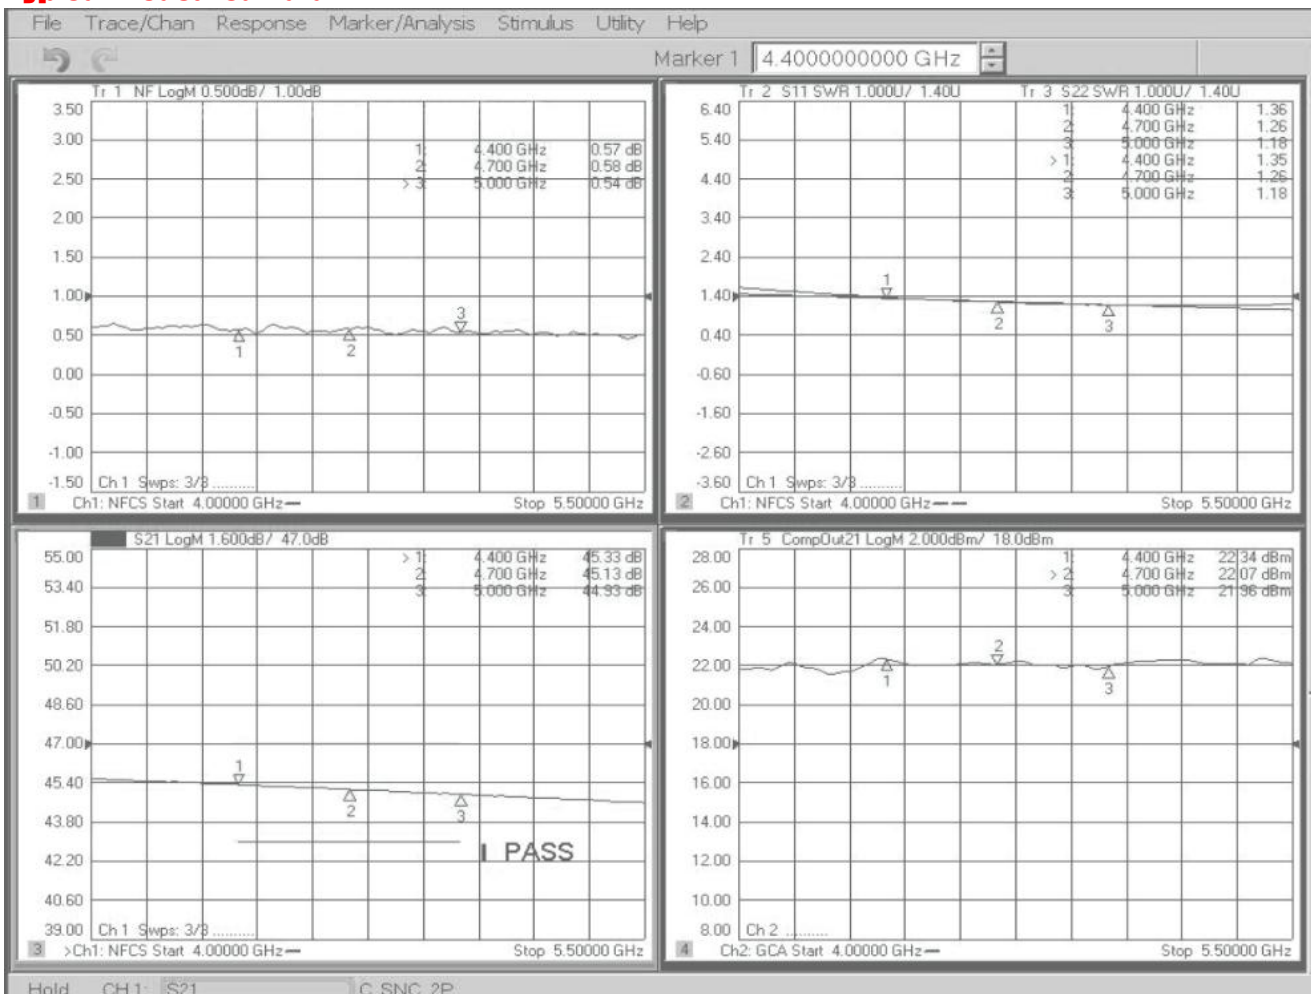 File Trace/Chan Response Marker/Analysis Stimulus Utility Help
Marker 1 4.4000000000 GHz
Tr 1 NF LogM 0.500dB/ 1.00dB
3.50
3.00
2.50
2.00
1.50
1.00
0.50
0.00
-0.50
-1.00
-1.50
1: 4.400 GHz 0.57 dB
2: 4.700 GHz 0.58 dB
> 3: 5.000 GHz 0.54 dB
1
2
3
Ch 1 Swps: 3/3
1 Ch1: NFCS Start 4.00000 GHz Stop 5.50000 GHz
Tr 2 S11 SWR 1.000U/ 1.40U Tr 3 S22 SWR 1.000U/ 1.40U
6.40
5.40
4.40
3.40
2.40
1.40
0.40
-0.60
-1.60
-2.60
-3.60
1: 4.400 GHz 1.36
2: 4.700 GHz 1.26
3: 5.000 GHz 1.18
> 1: 4.400 GHz 1.35
2: 4.700 GHz 1.26
3: 5.000 GHz 1.18
1
2
3
Ch 1 Swps: 3/3
2 Ch1: NFCS Start 4.00000 GHz Stop 5.50000 GHz
S21 LogM 1.600dB/ 47.0dB
55.00
53.40
51.80
50.20
48.60
47.00
45.40
43.80
42.20
40.60
39.00
> 1: 4.400 GHz 45.33 dB
2: 4.700 GHz 45.13 dB
3: 5.000 GHz 44.93 dB
1
2
3
PASS
Ch 1 Swps: 3/3
3 >Ch1: NFCS Start 4.00000 GHz Stop 5.50000 GHz
Tr 5 CompOut21 LogM 2.000dBm/ 18.0dBm
28.00
26.00
24.00
22.00
20.00
18.00
16.00
14.00
12.00
10.00
8.00
1: 4.400 GHz 22.34 dBm
> 2: 4.700 GHz 22.07 dBm
3: 5.000 GHz 21.96 dBm
1
2
3
Ch 2
4 Ch2: GCA Start 4.00000 GHz Stop 5.50000 GHz
Hold CH 1: S21 C SNC 2P